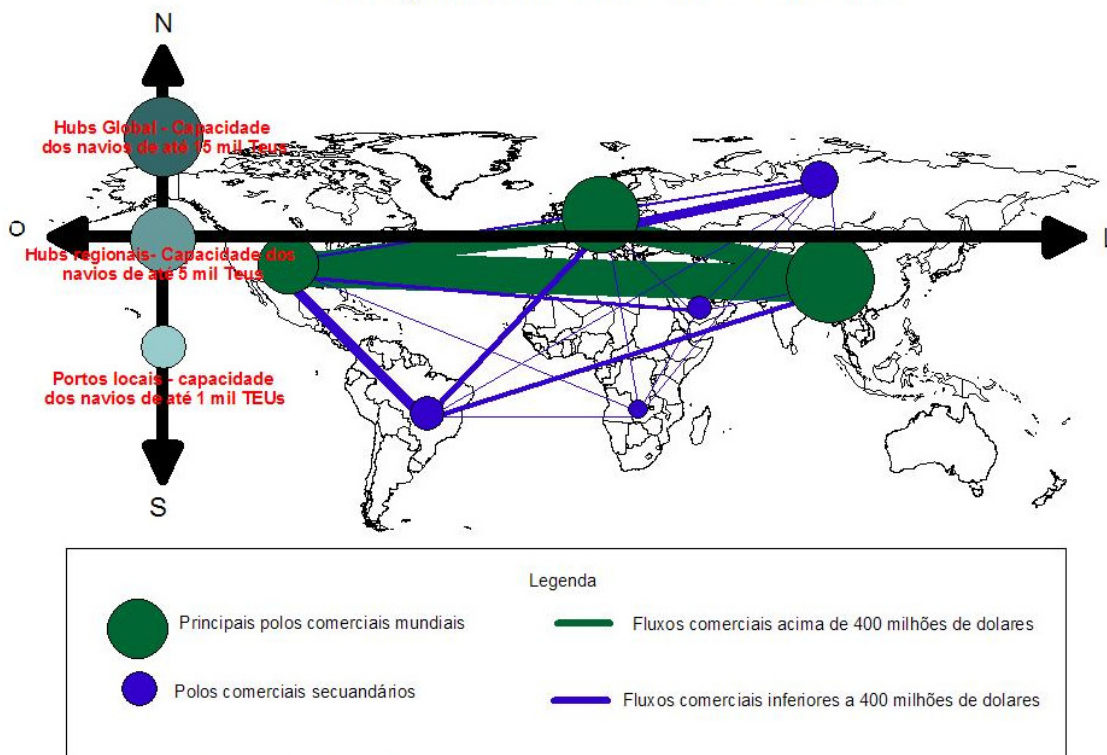 N
Hubs Global - Capacidade
dos navios de até 15 mil Teus
O
L
Hubs regionais- Capacidade dos
navios de até 5 mil Teus
Portos locais - capacidade
dos navios de até 1 mil TEUs
S
Legenda
Principais polos comerciais mundiais
Fluxos comerciais acima de 400 milhões de dolares
Polos comerciais secuandários
Fluxos comerciais inferiores a 400 milhões de dolares